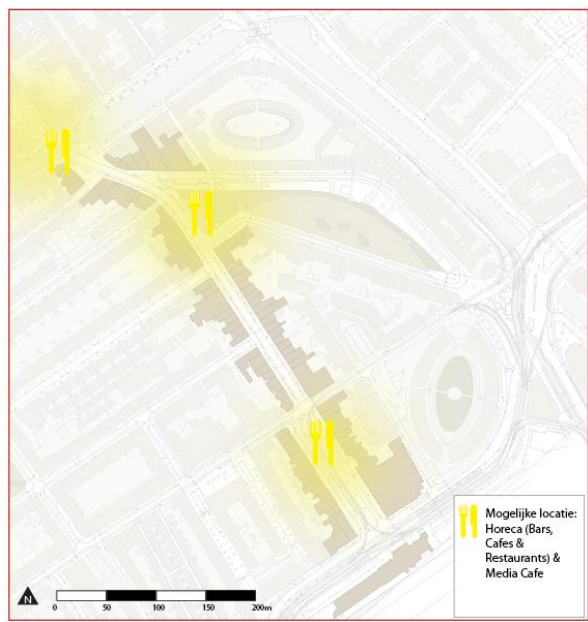 Mogelijke locatie:
Horeca (Bars,
Cafes &
Restaurants) &
Media Cafe
N
0 50 100 150 200m